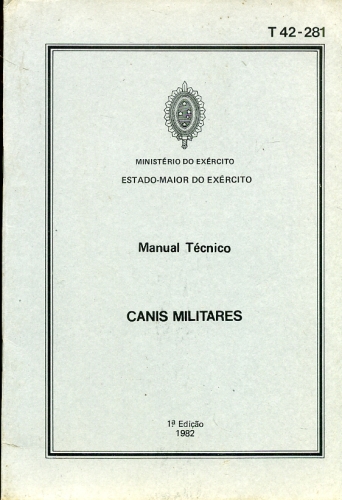 T 42-281
MINISTÉRIO DO EXÉRCITO
ESTADO-MAIOR DO EXÉRCITO
Manual Técnico
CANIS MILITARES
1ª Edição
1982